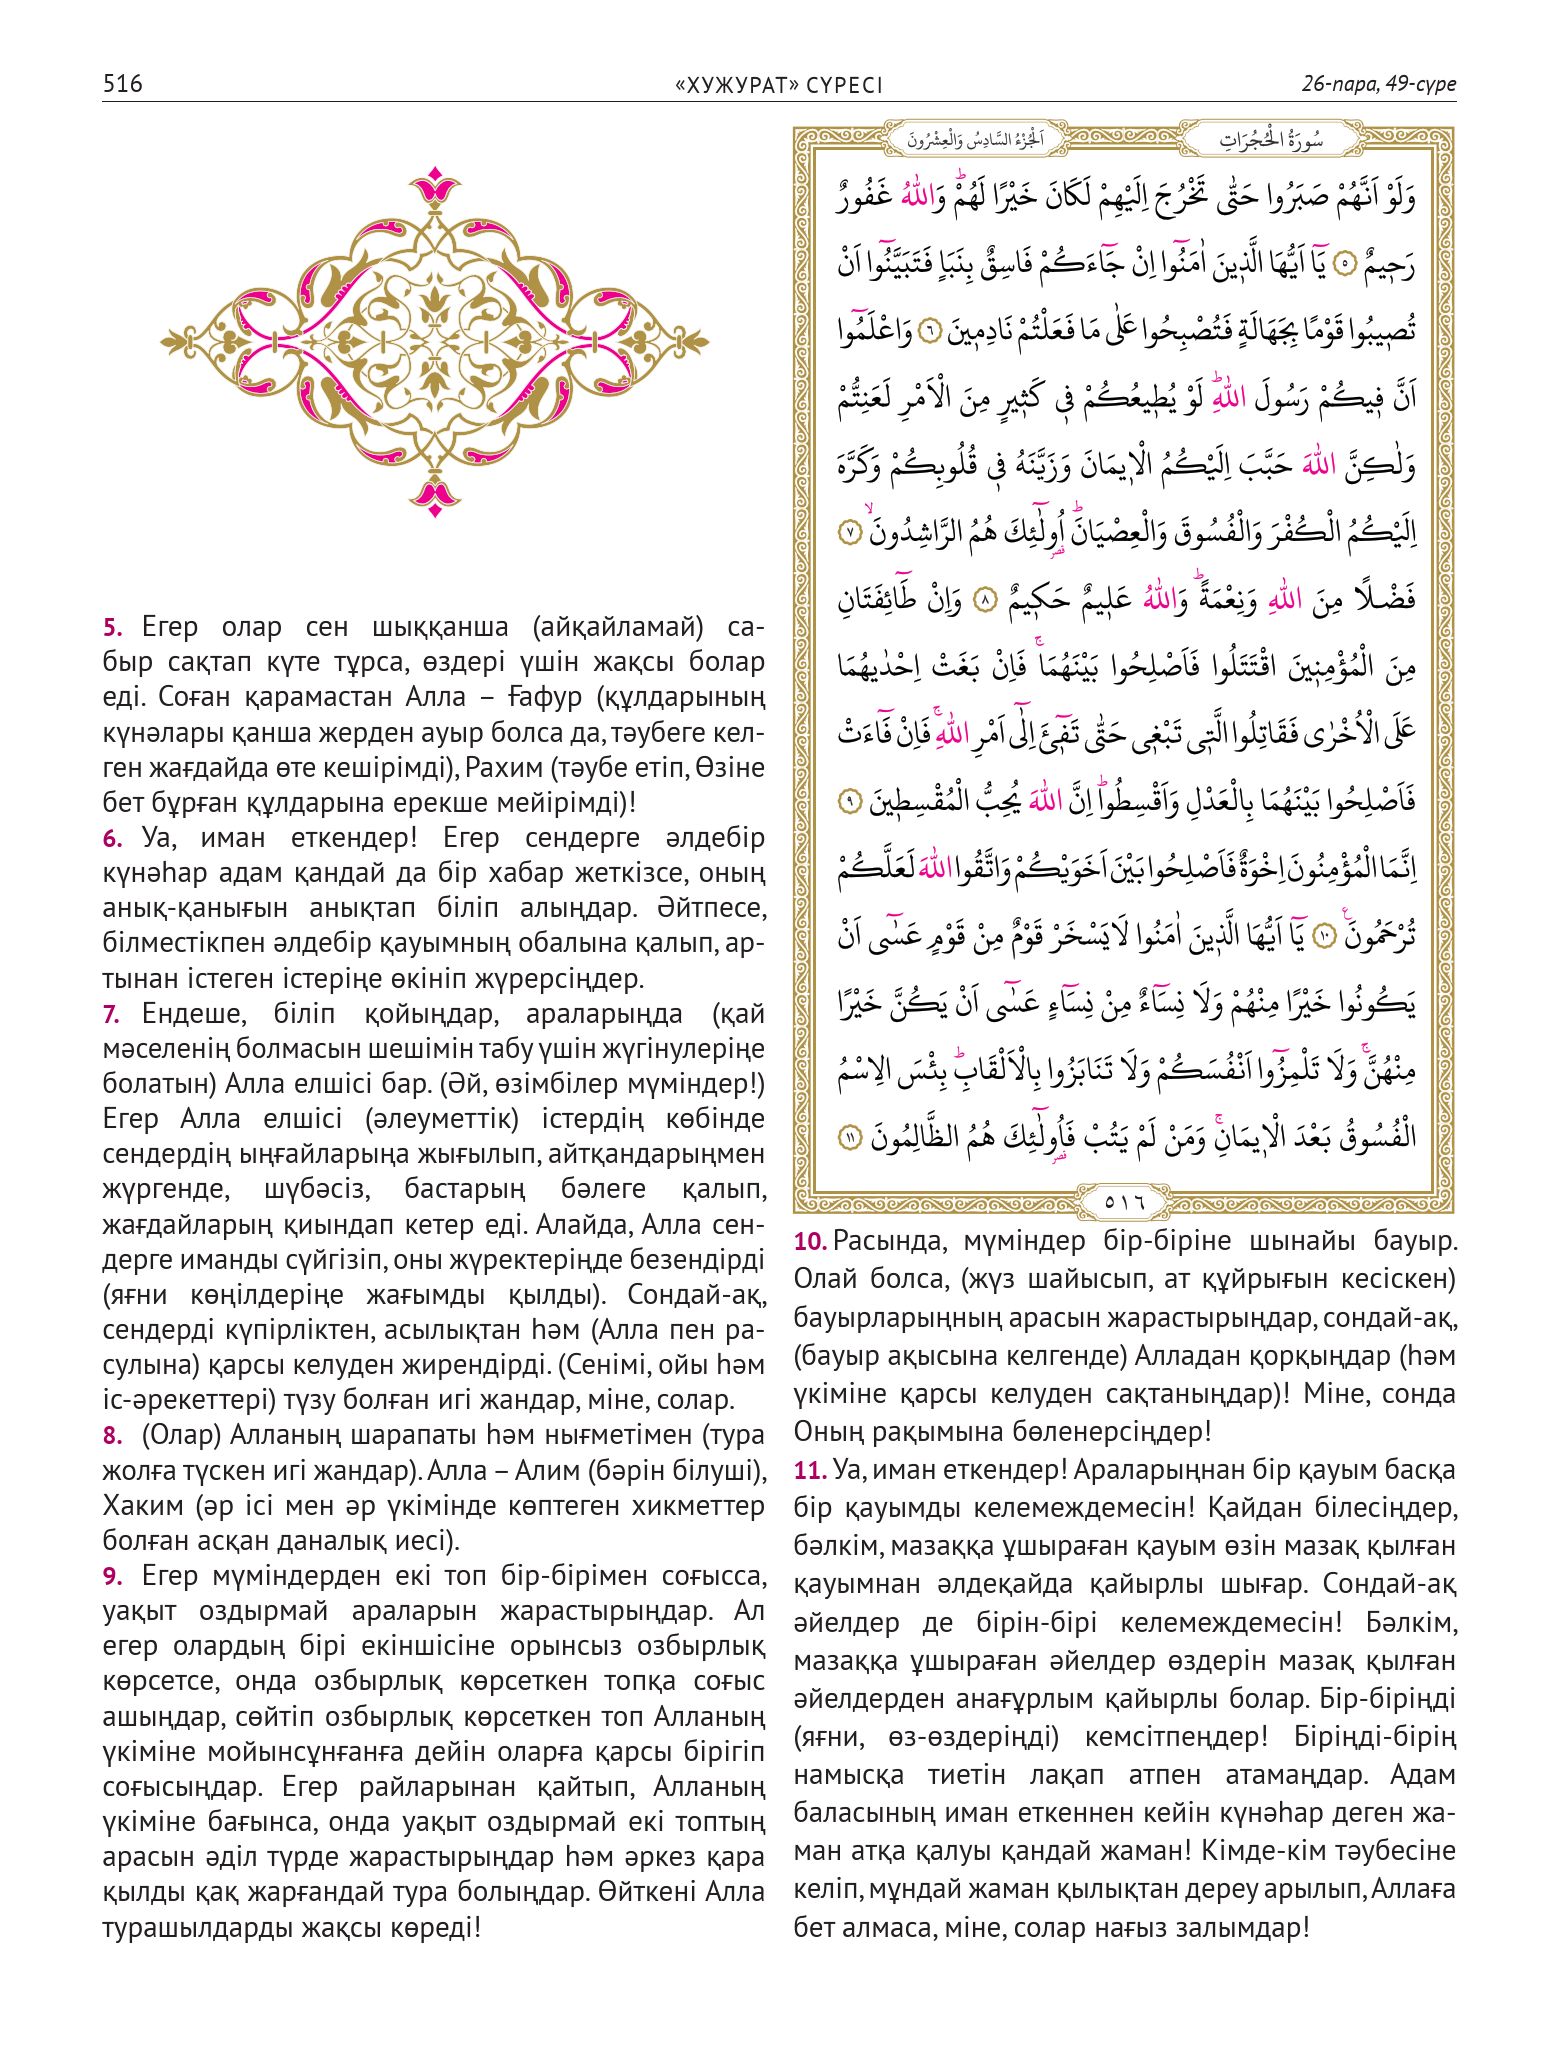 516
«ХУЖУРАТ» СҮРЕСІ
26-пара, 49-сүре
5. Егер олар сен шыққанша (айқайламай) са-
быр сақтап күте тұрса, өздері үшін жақсы болар
еді. Соған қарамастан Алла – Ғафур (құлдарының
күнәлары қанша жерден ауыр болса да, тәубеге кел-
ген жағдайда өте кешірімді), Рахим (тәубе етіп, Өзіне
бет бұрған құлдарына ерекше мейірімді)!
6. Уа, иман еткендер! Егер сендерге әлдебір
күнәһар адам қандай да бір хабар жеткізсе, оның
анық-қанығын анықтап біліп алыңдар. Әйтпесе,
білместікпен әлдебір қауымның обалына қалып, ар-
тынан істеген істеріңе өкініп жүрерсіңдер.
7. Ендеше, біліп қойыңдар, араларыңда (қай
мәселенің болмасын шешімін табу үшін жүгінулеріңе
болатын) Алла елшісі бар. (Әй, өзімбілер мүміндер!)
Егер Алла елшісі (әлеуметтік) істердің көбінде
сендердің ыңғайларыңа жығылып, айтқандарыңмен
жүргенде, шүбәсіз, бастарың бәлеге қалып,
жағдайларың қиындап кетер еді. Алайда, Алла сен-
дерге иманды сүйгізіп, оны жүректеріңде безендірді
(яғни көңілдеріңе жағымды қылды). Сондай-ақ,
сендерді күпірліктен, асылықтан һәм (Алла пен ра-
сулына) қарсы келуден жирендірді. (Сенімі, ойы һәм
іс-әрекеттері) түзу болған игі жандар, міне, солар.
8. (Олар) Алланың шарапаты һәм нығметімен (тура
жолға түскен игі жандар). Алла – Алим (бәрін білуші),
Хаким (әр ісі мен әр үкімінде көптеген хикметтер
болған асқан даналық иесі).
9. Егер мүміндерден екі топ бір-бірімен соғысса,
уақыт оздырмай араларын жарастырыңдар. Ал
егер олардың бірі екіншісіне орынсыз озбырлық
көрсетсе, онда озбырлық көрсеткен топқа соғыс
ашыңдар, сөйтіп озбырлық көрсеткен топ Алланың
үкіміне мойынсұнғанға дейін оларға қарсы бірігіп
соғысыңдар. Егер райларынан қайтып, Алланың
үкіміне бағынса, онда уақыт оздырмай екі топтың
арасын әділ түрде жарастырыңдар һәм әркез қара
қылды қақ жарғандай тура болыңдар. Өйткені Алла
турашылдарды жақсы көреді!
سُورَةُ الْحُجُرَاتِ
اَلْجُزْءُ السَّادِسُ وَالْعِشْرُونَ
وَلَوْ اَنَّهُمْ صَبَرُوا حَتّٰى تَخْرُجَ اِلَيْهِمْ لَكَانَ خَيْرًا لَهُمْۜ وَاللّٰهُ غَفُورٌ
رَح۪يمٌ ﴿٥﴾ يَٓا اَيُّهَا الَّذ۪ينَ اٰمَنُٓوا اِنْ جَٓاءَكُمْ فَاسِقٌ بِنَبَاٍ فَتَبَيَّنُٓوا اَنْ
تُص۪يبُوا قَوْمًا بِجَهَالَةٍ فَتُصْبِحُوا عَلٰى مَا فَعَلْتُمْ نَادِم۪ينَ ﴿٦﴾ وَاعْلَمُٓوا
اَنَّ ف۪يكُمْ رَسُولَ اللّٰهِۜ لَوْ يُط۪يعُكُمْ ف۪ي كَث۪يرٍ مِنَ الْاَمْرِ لَعَنِتُّمْ
وَلٰكِنَّ اللّٰهَ حَبَّبَ اِلَيْكُمُ الْا۪يمَانَ وَزَيَّنَهُ ف۪ي قُلُوبِكُمْ وَكَرَّهَ
اِلَيْكُمُ الْكُفْرَ وَالْفُسُوقَ وَالْعِصْيَانَۜ اُو۬لٰٓئِكَ هُمُ الرَّاشِدُونَۙ ﴿٧﴾
فَضْلًا مِنَ اللّٰهِ وَنِعْمَةًۜ وَاللّٰهُ عَل۪يمٌ حَك۪يمٌ ﴿٨﴾ وَاِنْ طَٓائِفَتَانِ
مِنَ الْمُؤْمِن۪ينَ اقْتَتَلُوا فَاَصْلِحُوا بَيْنَهُمَاۚ فَاِنْ بَغَتْ اِحْدٰيهُمَا
عَلَى الْاُخْرٰى فَقَاتِلُوا الَّت۪ي تَبْغ۪ي حَتّٰى تَف۪ٓيءَ اِلٰٓى اَمْرِ اللّٰهِۚ فَاِنْ فَٓاءَتْ
فَاَصْلِحُوا بَيْنَهُمَا بِالْعَدْلِ وَاَقْسِطُواۜ اِنَّ اللّٰهَ يُحِبُّ الْمُقْسِط۪ينَ ﴿٩﴾
اِنَّمَا الْمُؤْمِنُونَ اِخْوَةٌ فَاَصْلِحُوا بَيْنَ اَخَوَيْكُمْ وَاتَّقُوا اللّٰهَ لَعَلَّكُمْ
تُرْحَمُونَ۟ ﴿١٠﴾ يَٓا اَيُّهَا الَّذ۪ينَ اٰمَنُوا لَا يَسْخَرْ قَوْمٌ مِنْ قَوْمٍ عَسٰٓى اَنْ
يَكُونُوا خَيْرًا مِنْهُمْ وَلَا نِسَٓاءٌ مِنْ نِسَٓاءٍ عَسٰٓى اَنْ يَكُنَّ خَيْرًا
مِنْهُنَّۚ وَلَا تَلْمِزُٓوا اَنْفُسَكُمْ وَلَا تَنَابَزُوا بِالْاَلْقَابِۜ بِئْسَ الِاسْمُ
الْفُسُوقُ بَعْدَ الْا۪يمَانِۚ وَمَنْ لَمْ يَتُبْ فَاُو۬لٰٓئِكَ هُمُ الظَّالِمُونَ ﴿١١﴾
٥١٦
10. Расында, мүміндер бір-біріне шынайы бауыр.
Олай болса, (жүз шайысып, ат құйрығын кесіскен)
бауырларыңның арасын жарастырыңдар, сондай-ақ,
(бауыр ақысына келгенде) Алладан қорқыңдар (һәм
үкіміне қарсы келуден сақтаныңдар)! Міне, сонда
Оның рақымына бөленерсіңдер!
11. Уа, иман еткендер! Араларыңнан бір қауым басқа
бір қауымды келемеждемесін! Қайдан білесіңдер,
бәлкім, мазаққа ұшыраған қауым өзін мазақ қылған
қауымнан әлдеқайда қайырлы шығар. Сондай-ақ
әйелдер де бірін-бірі келемеждемесін! Бәлкім,
мазаққа ұшыраған әйелдер өздерін мазақ қылған
әйелдерден анағұрлым қайырлы болар. Бір-біріңді
(яғни, өз-өздеріңді) кемсітпеңдер! Біріңді-бірің
намысқа тиетін лақап атпен атамаңдар. Адам
баласының иман еткеннен кейін күнәһар деген жа-
ман атқа қалуы қандай жаман! Кімде-кім тәубесіне
келіп, мұндай жаман қылықтан дереу арылып, Аллаға
бет алмаса, міне, солар нағыз залымдар!